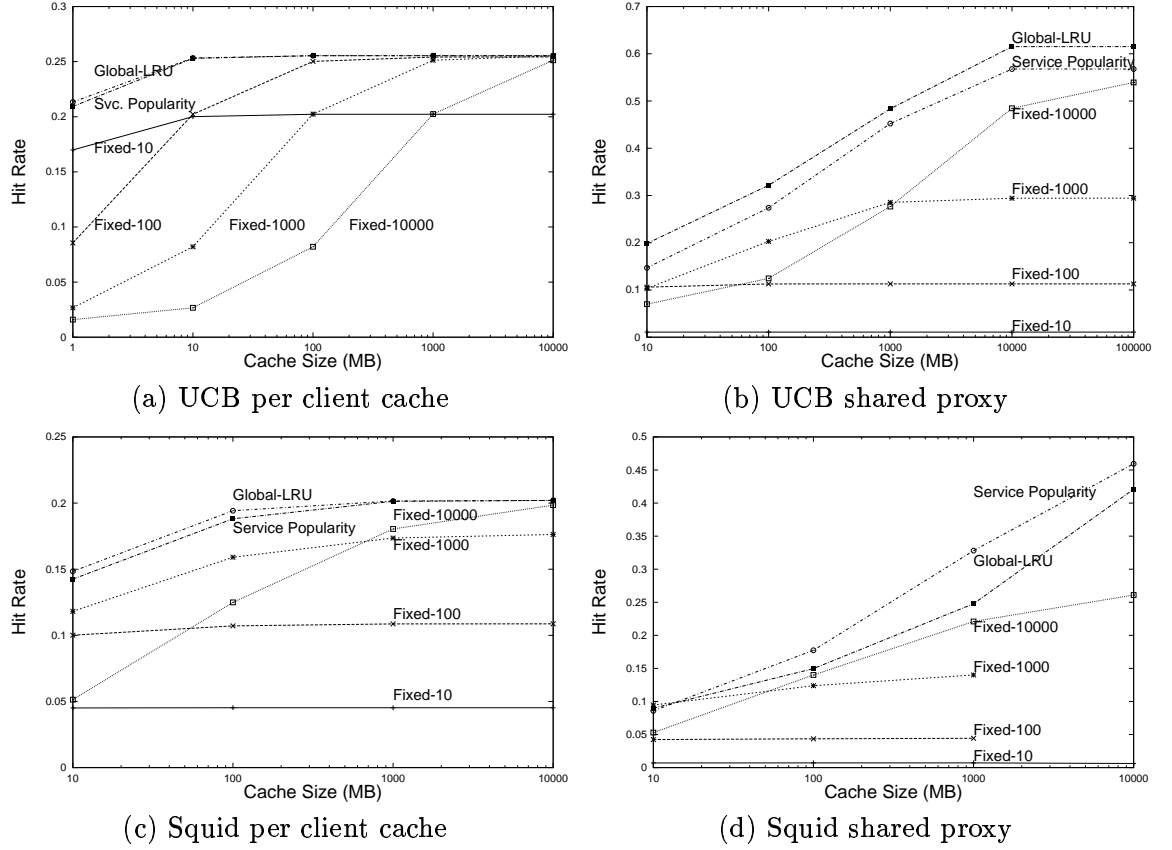 0.3
0.25
0.2
0.15
0.1
0.05
0
Hit Rate
Global-LRU
Svc. Popularity
Fixed-10
Fixed-100
Fixed-1000
Fixed-10000
1
10
100
1000
10000
Cache Size (MB)
(a) UCB per client cache
0.7
0.6
0.5
0.4
0.3
0.2
0.1
0
Hit Rate
Global-LRU
Service Popularity
Fixed-10000
Fixed-1000
Fixed-100
Fixed-10
10
100
1000
10000
100000
Cache Size (MB)
(b) UCB shared proxy
0.25
0.2
0.15
0.1
0.05
0
Hit Rate
Global-LRU
Service Popularity
Fixed-10000
Fixed-1000
Fixed-100
Fixed-10
10
100
1000
10000
Cache Size (MB)
(c) Squid per client cache
0.5
0.45
0.4
0.35
0.3
0.25
0.2
0.15
0.1
0.05
0
Hit Rate
Service Popularity
Global-LRU
Fixed-10000
Fixed-1000
Fixed-100
Fixed-10
10
100
1000
10000
Cache Size (MB)
(d) Squid shared proxy